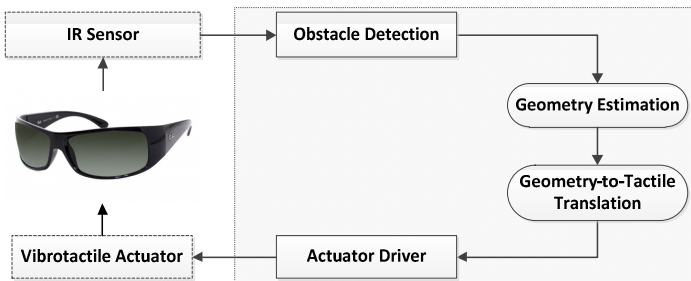 IR Sensor
Obstacle Detection
Geometry Estimation
Geometry-to-Tactile
Translation
Actuator Driver
Vibrotactile Actuator